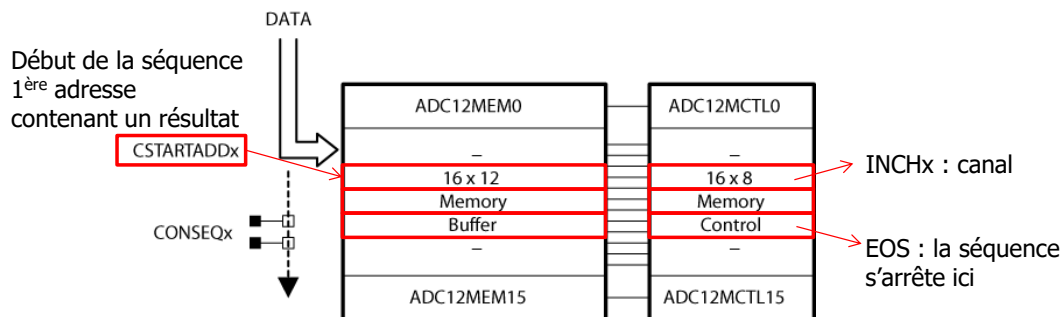 DATA
Début de la séquence
1ère adresse
contenant un résultat
CSTARTADDx
CONSEQx
ADC12MEM0
–
16 x 12
Memory
Buffer
–
ADC12MEM15
ADC12MCTL0
–
16 x 8
Memory
Control
–
ADC12MCTL15
INCHx : canal
EOS : la séquence
s’arrête ici